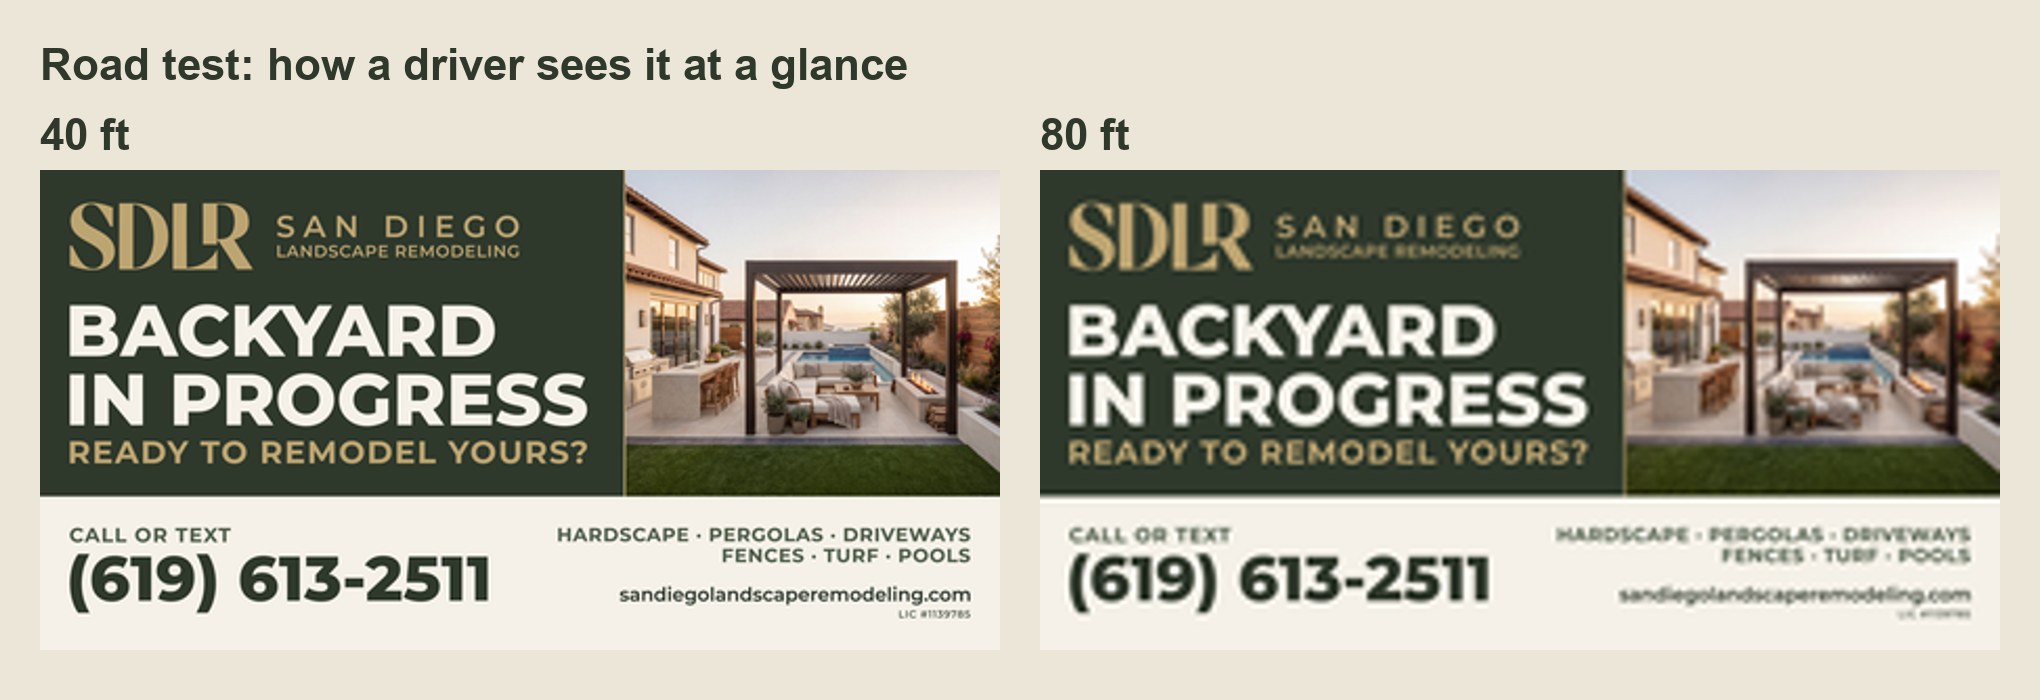 Road test: how a driver sees it at a glance
40 ft
SDLR
SAN DIEGO
LANDSCAPE REMODELING
BACKYARD
IN PROGRESS
READY TO REMODEL YOURS?
CALL OR TEXT
(619) 613-2511
HARDSCAPE · PERGOLAS · DRIVEWAYS
FENCES · TURF · POOLS
sandiegolandscaperemodeling.com
LIC #1139785
80 ft
SDLR
SAN DIEGO
LANDSCAPE REMODELING
BACKYARD
IN PROGRESS
READY TO REMODEL YOURS?
CALL OR TEXT
(619) 613-2511
HARDSCAPE · PERGOLAS · DRIVEWAYS
FENCES · TURF · POOLS
sandiegolandscaperemodeling.com